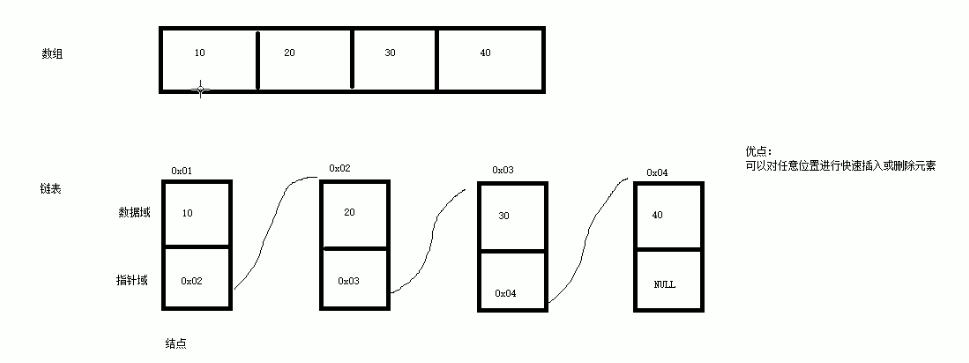 数组
10 20 30 40
优点：
可以对任意位置进行快速插入或删除元素
0x01 0x02 0x03 0x04
链表
数据域 10 20 30 40
指针域 0x02 0x03 0x04 NULL
结点